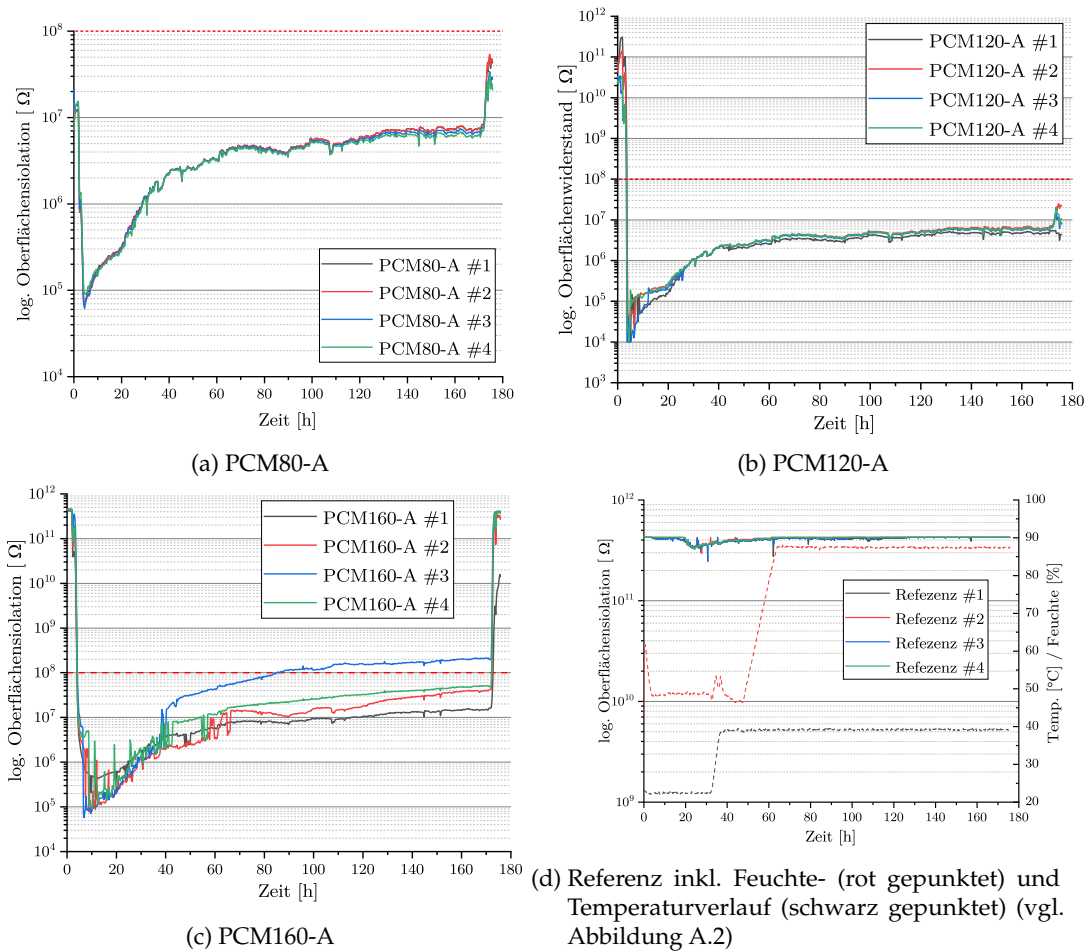 10⁸
10⁷
10⁶
10⁵
10⁴
log. Oberflächensiolation [ Ω]
PCM80-A #1
PCM80-A #2
PCM80-A #3
PCM80-A #4
0 20 40 60 80 100 120 140 160 180
Zeit [h]
(a) PCM80-A
10¹²
10¹¹
10¹⁰
10⁹
10⁸
10⁷
10⁶
10⁵
10⁴
10³
log. Oberflächenwiderstand [ Ω]
PCM120-A #1
PCM120-A #2
PCM120-A #3
PCM120-A #4
0 20 40 60 80 100 120 140 160 180
Zeit [h]
(b) PCM120-A
10¹²
10¹¹
10¹⁰
10⁹
10⁸
10⁷
10⁶
10⁵
10⁴
log. Oberflächensiolation [ Ω]
PCM160-A #1
PCM160-A #2
PCM160-A #3
PCM160-A #4
0 20 40 60 80 100 120 140 160 180
Zeit [h]
(c) PCM160-A
10¹²
10¹¹
10¹⁰
10⁹
log. Oberflächensiolation [ Ω]
Refezenz #1
Refezenz #2
Refezenz #3
Refezenz #4
100
90
80
70
60
50
40
30
20
Temp. [°C] / Feuchte [%]
0 20 40 60 80 100 120 140 160 180
Zeit [h]
(d) Referenz inkl. Feuchte- (rot gepunktet) und
Temperaturverlauf (schwarz gepunktet) (vgl.
Abbildung A.2)